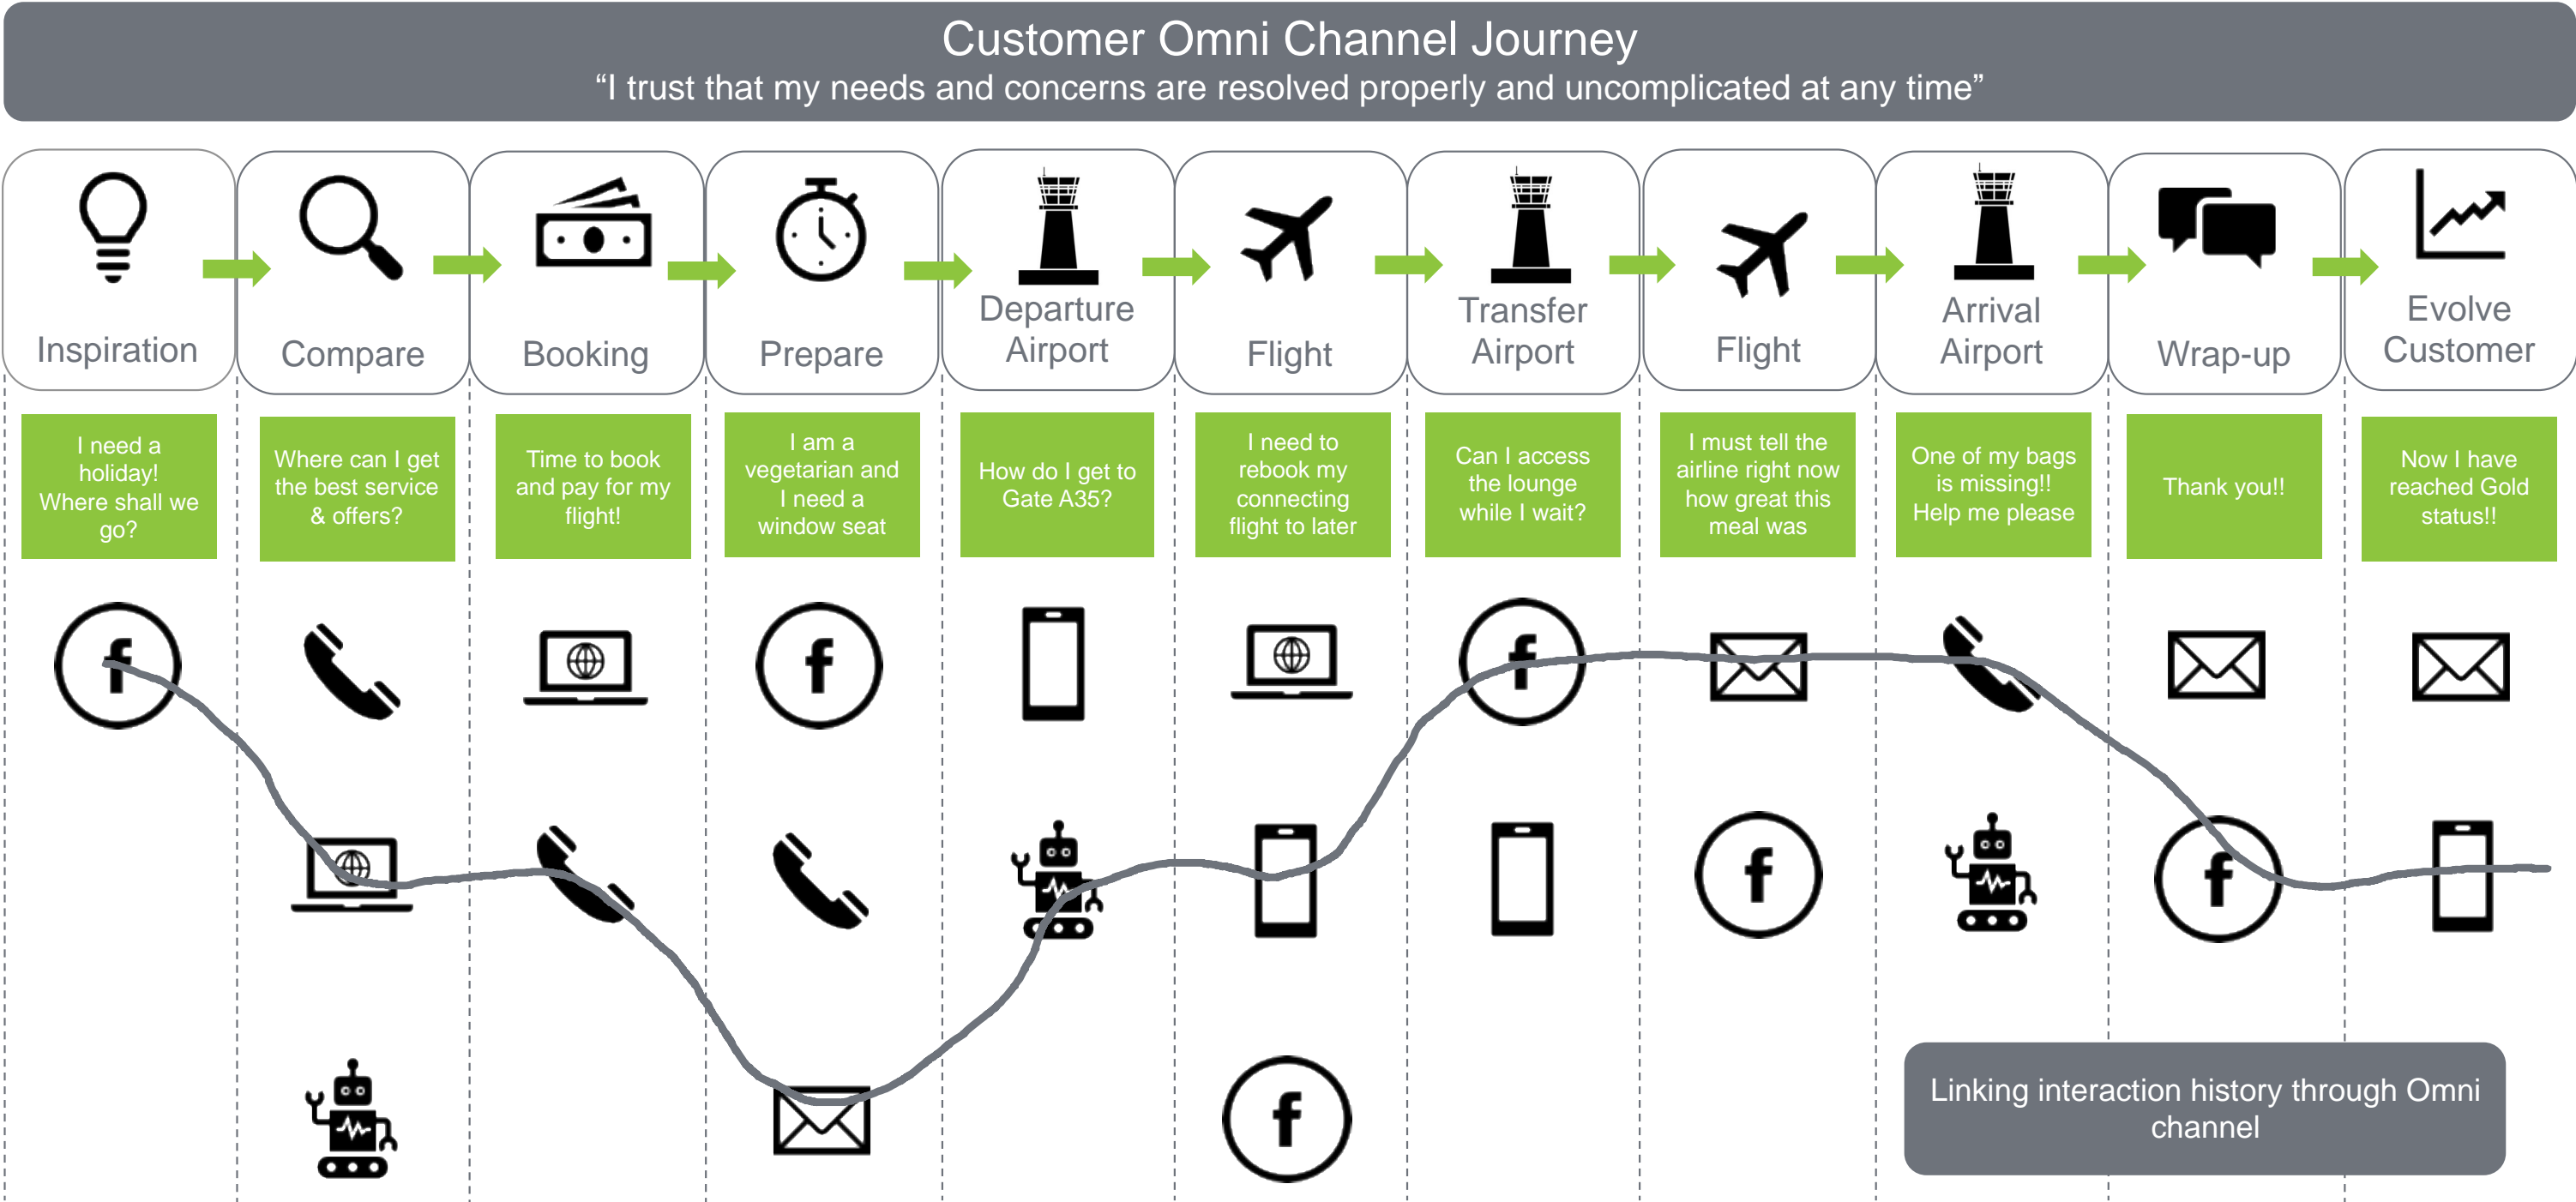 Customer Omni Channel Journey
“I trust that my needs and concerns are resolved properly and uncomplicated at any time”
Inspiration
Compare
Booking
Prepare
Departure
Airport
Flight
Transfer
Airport
Flight
Arrival
Airport
Wrap-up
Evolve
Customer
I need a
holiday!
Where shall we
go?
Where can I get
the best service
& offers?
Time to book
and pay for my
flight!
I am a
vegetarian and
I need a
window seat
How do I get to
Gate A35?
I need to
rebook my
connecting
flight to later
Can I access
the lounge
while I wait?
I must tell the
airline right now
how great this
meal was
One of my bags
is missing!!
Help me please
Thank you!!
Now I have
reached Gold
status!!
f
f
f
f
f
f
Linking interaction history through Omni
channel